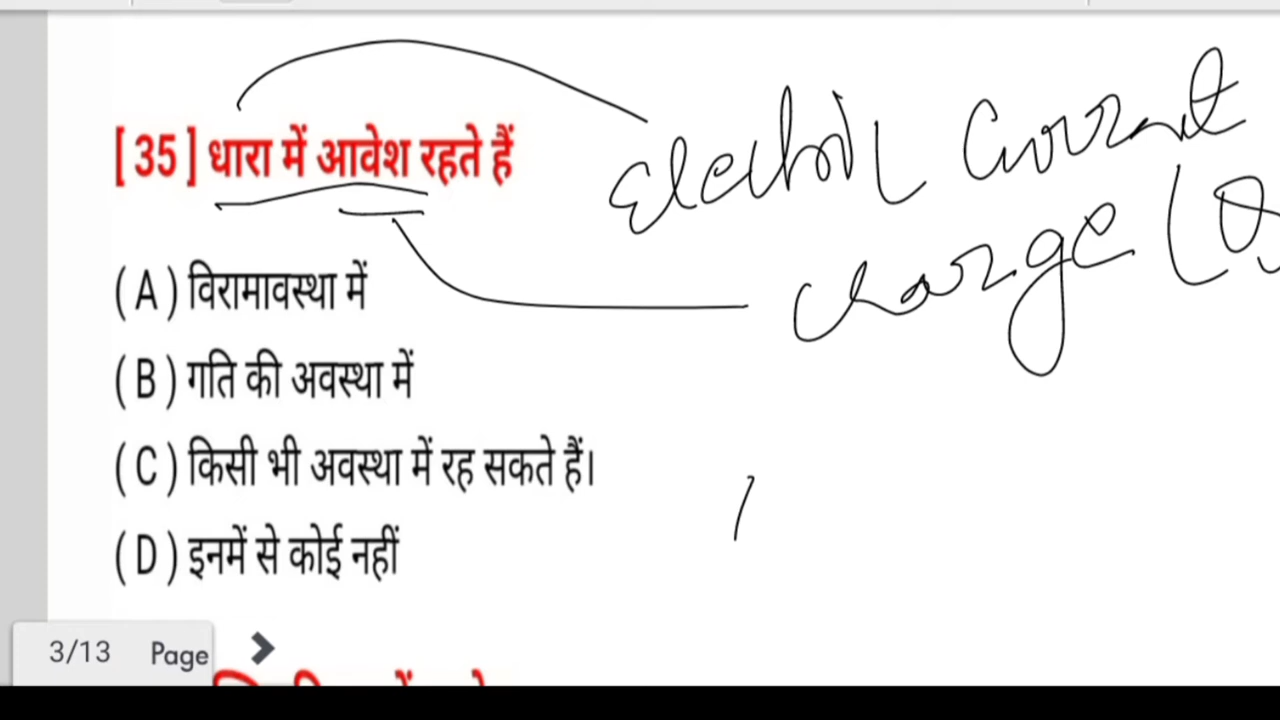 [ 35 ] धारा में आवेश रहते हैं
Electric Current
charge (Q
( A ) विरामावस्था में
( B ) गति की अवस्था में
( C ) किसी भी अवस्था में रह सकते हैं।
( D ) इनमें से कोई नहीं
3/13 Page